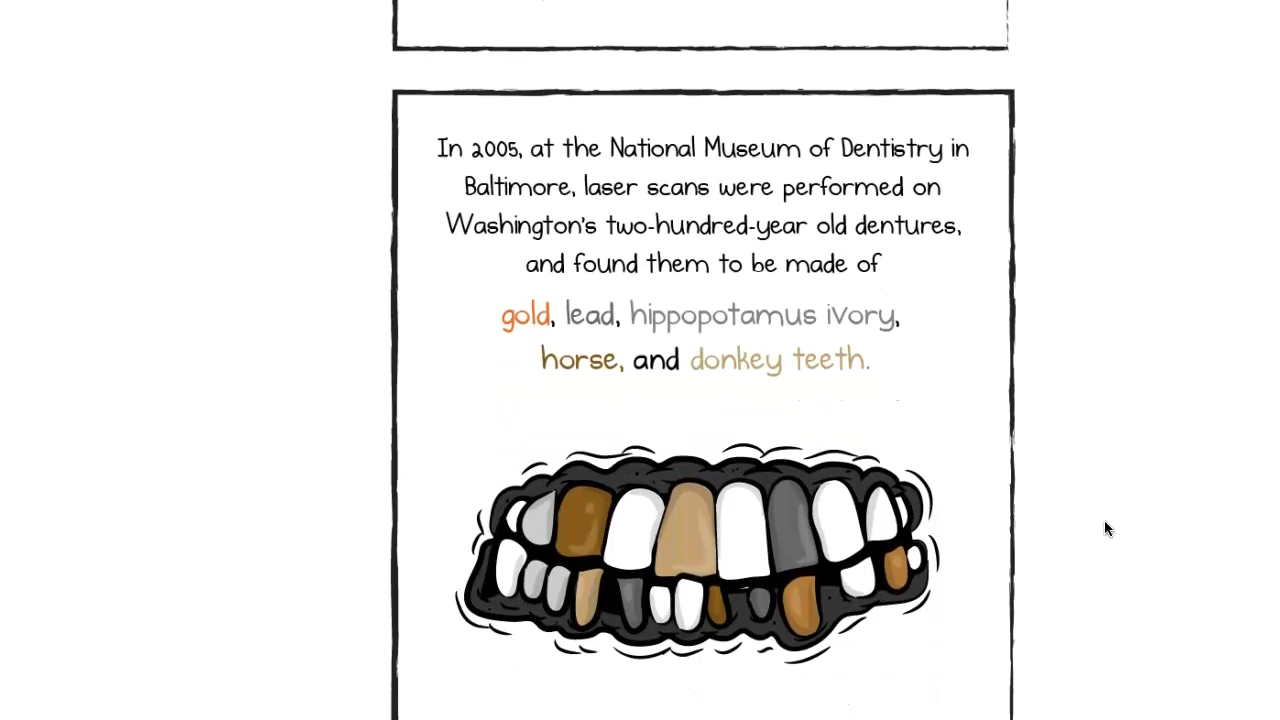 In 2005, at the National Museum of Dentistry in
Baltimore, laser scans were performed on
Washington's two-hundred-year old dentures,
and found them to be made of
gold, lead, hippopotamus ivory,
horse, and donkey teeth.